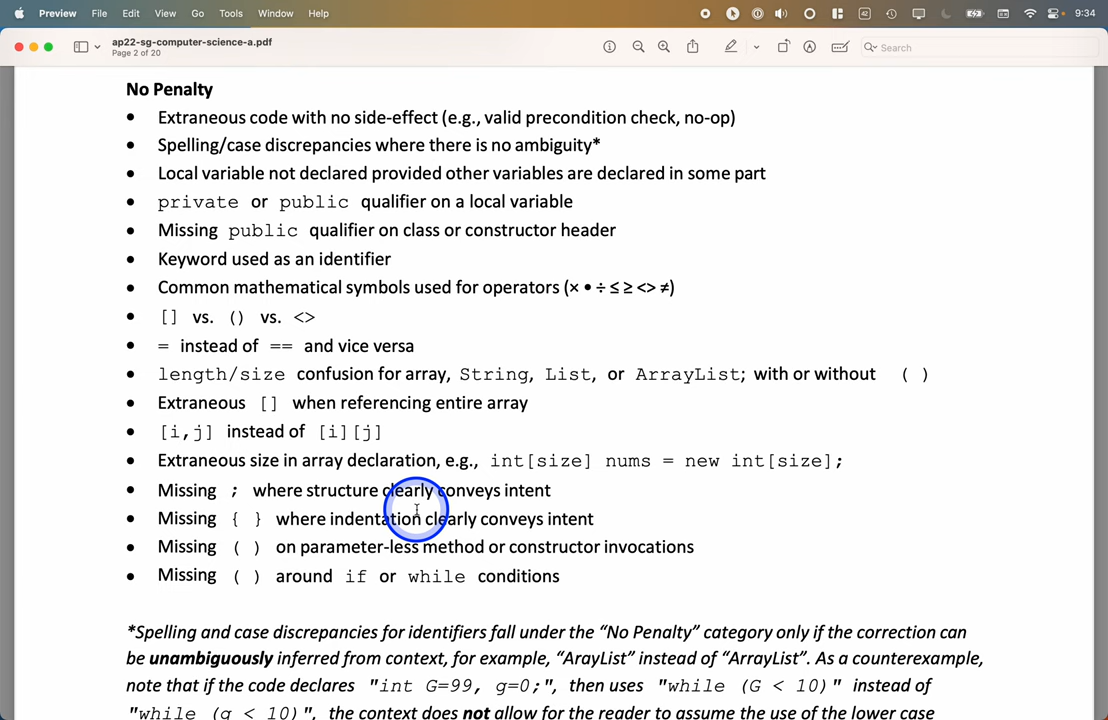 Preview File Edit View Go Tools Window Help 9:34
ap22-sg-computer-science-a.pdf
Page 2 of 20
Search
No Penalty
• Extraneous code with no side-effect (e.g., valid precondition check, no-op)
• Spelling/case discrepancies where there is no ambiguity*
• Local variable not declared provided other variables are declared in some part
• private or public qualifier on a local variable
• Missing public qualifier on class or constructor header
• Keyword used as an identifier
• Common mathematical symbols used for operators (× • ÷ ≤ ≥ <> ≠)
• [] vs. () vs. <>
• = instead of == and vice versa
• length/size confusion for array, String, List, or ArrayList; with or without ( )
• Extraneous [] when referencing entire array
• [i,j] instead of [i][j]
• Extraneous size in array declaration, e.g., int[size] nums = new int[size];
• Missing ; where structure clearly conveys intent
• Missing { } where indentation clearly conveys intent
• Missing ( ) on parameter-less method or constructor invocations
• Missing ( ) around if or while conditions
*Spelling and case discrepancies for identifiers fall under the “No Penalty” category only if the correction can
be unambiguously inferred from context, for example, “ArayList” instead of “ArrayList”. As a counterexample,
note that if the code declares "int G=99, g=0;", then uses "while (G < 10)" instead of
"while (g < 10)", the context does not allow for the reader to assume the use of the lower case